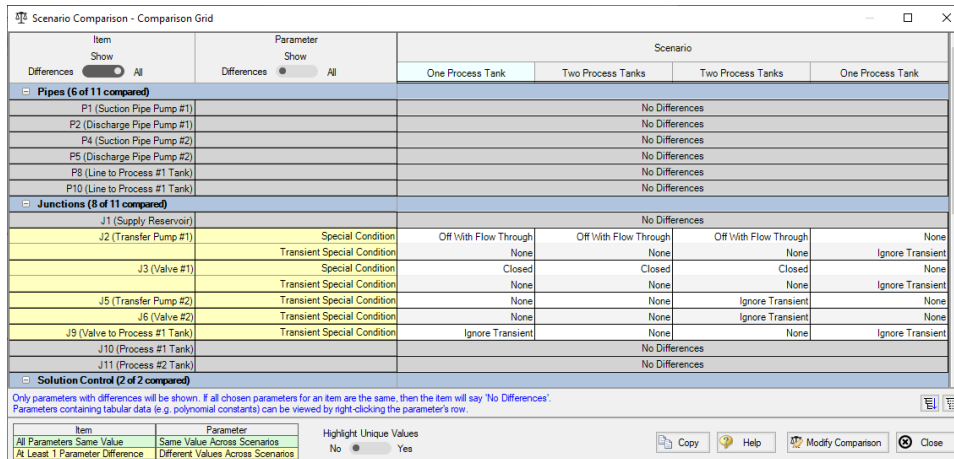 Scenario Comparison - Comparison Grid
Item Parameter Scenario
Show Show
Differences All Differences All One Process Tank Two Process Tanks Two Process Tanks One Process Tank
Pipes (6 of 11 compared)
P1 (Suction Pipe Pump #1) No Differences
P2 (Discharge Pipe Pump #1) No Differences
P4 (Suction Pipe Pump #2) No Differences
P5 (Discharge Pipe Pump #2) No Differences
P8 (Line to Process #1 Tank) No Differences
P10 (Line to Process #1 Tank) No Differences
Junctions (8 of 11 compared)
J1 (Supply Reservoir) No Differences
J2 (Transfer Pump #1) Special Condition Off With Flow Through Off With Flow Through Off With Flow Through None
Transient Special Condition None None None Ignore Transient
J3 (Valve #1) Special Condition Closed Closed Closed None
Transient Special Condition None None None Ignore Transient
J5 (Transfer Pump #2) Transient Special Condition None None Ignore Transient None
J6 (Valve #2) Transient Special Condition None None Ignore Transient None
J9 (Valve to Process #1 Tank) Transient Special Condition Ignore Transient None None Ignore Transient
J10 (Process #1 Tank) No Differences
J11 (Process #2 Tank) No Differences
Solution Control (2 of 2 compared)
Only parameters with differences will be shown. If all chosen parameters for an item are the same, then the item will say 'No Differences'.
Parameters containing tabular data (e.g. polynomial constants) can be viewed by right-clicking the parameter's row.
Item Parameter
All Parameters Same Value Same Value Across Scenarios
At Least 1 Parameter Difference Different Values Across Scenarios
Highlight Unique Values
No Yes
Copy Help Modify Comparison Close